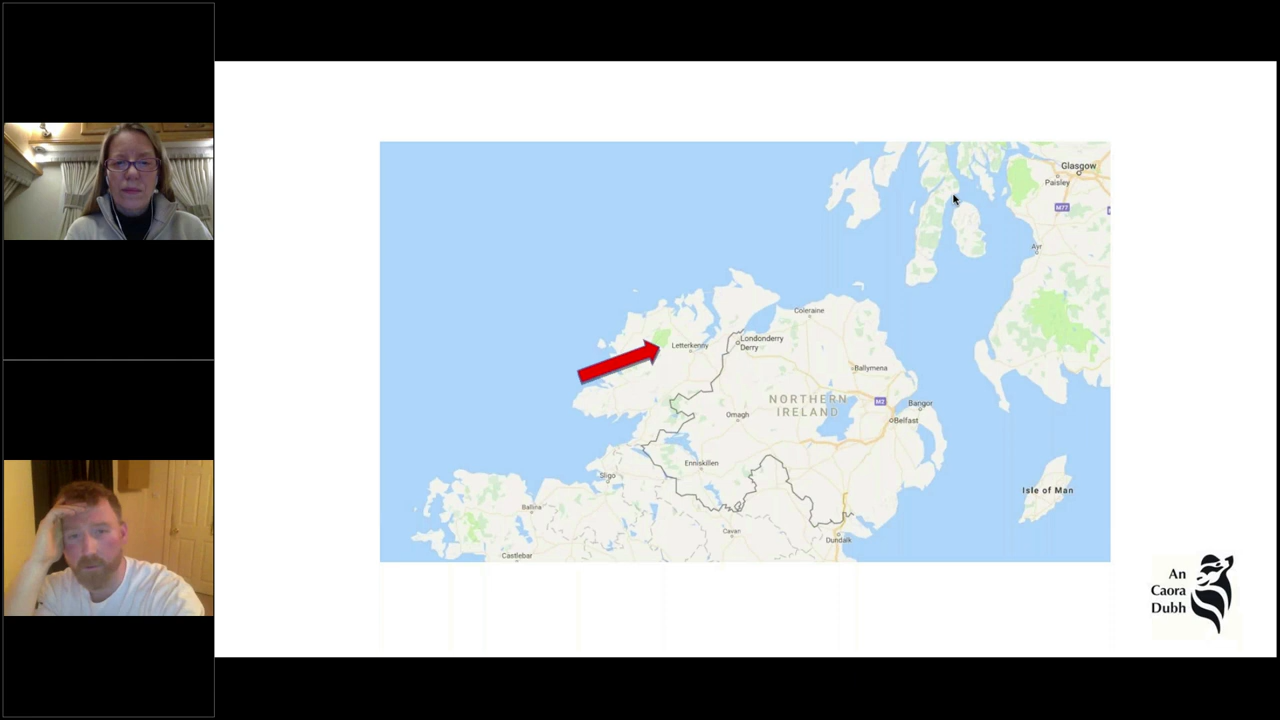 Glasgow
Paisley
M77
Ayr
Coleraine
Londonderry
Derry
Letterkenny
Ballymena
NORTHERN
IRELAND
M2
Bangor
Omagh
Belfast
Enniskillen
Sligo
Isle of Man
Ballina
Cavan
Dundalk
Castlebar
An
Caora
Dubh